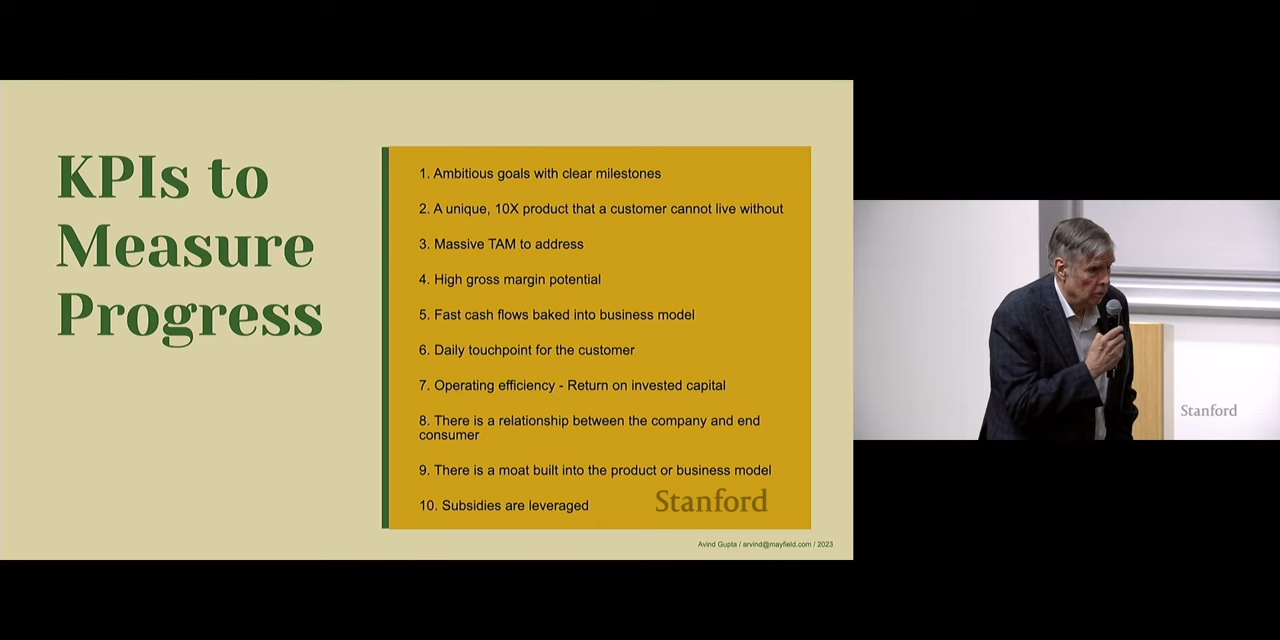 KPIs to
Measure
Progress
1. Ambitious goals with clear milestones
2. A unique, 10X product that a customer cannot live without
3. Massive TAM to address
4. High gross margin potential
5. Fast cash flows baked into business model
6. Daily touchpoint for the customer
7. Operating efficiency - Return on invested capital
8. There is a relationship between the company and end
consumer
9. There is a moat built into the product or business model
10. Subsidies are leveraged
Stanford
Avind Gupta / arvind@mayfield.com / 2023
Stanford